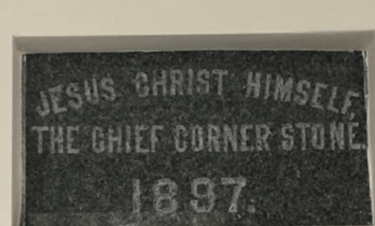 JESUS CHRIST HIMSELF,
THE CHIEF CORNER STONE.
1897.